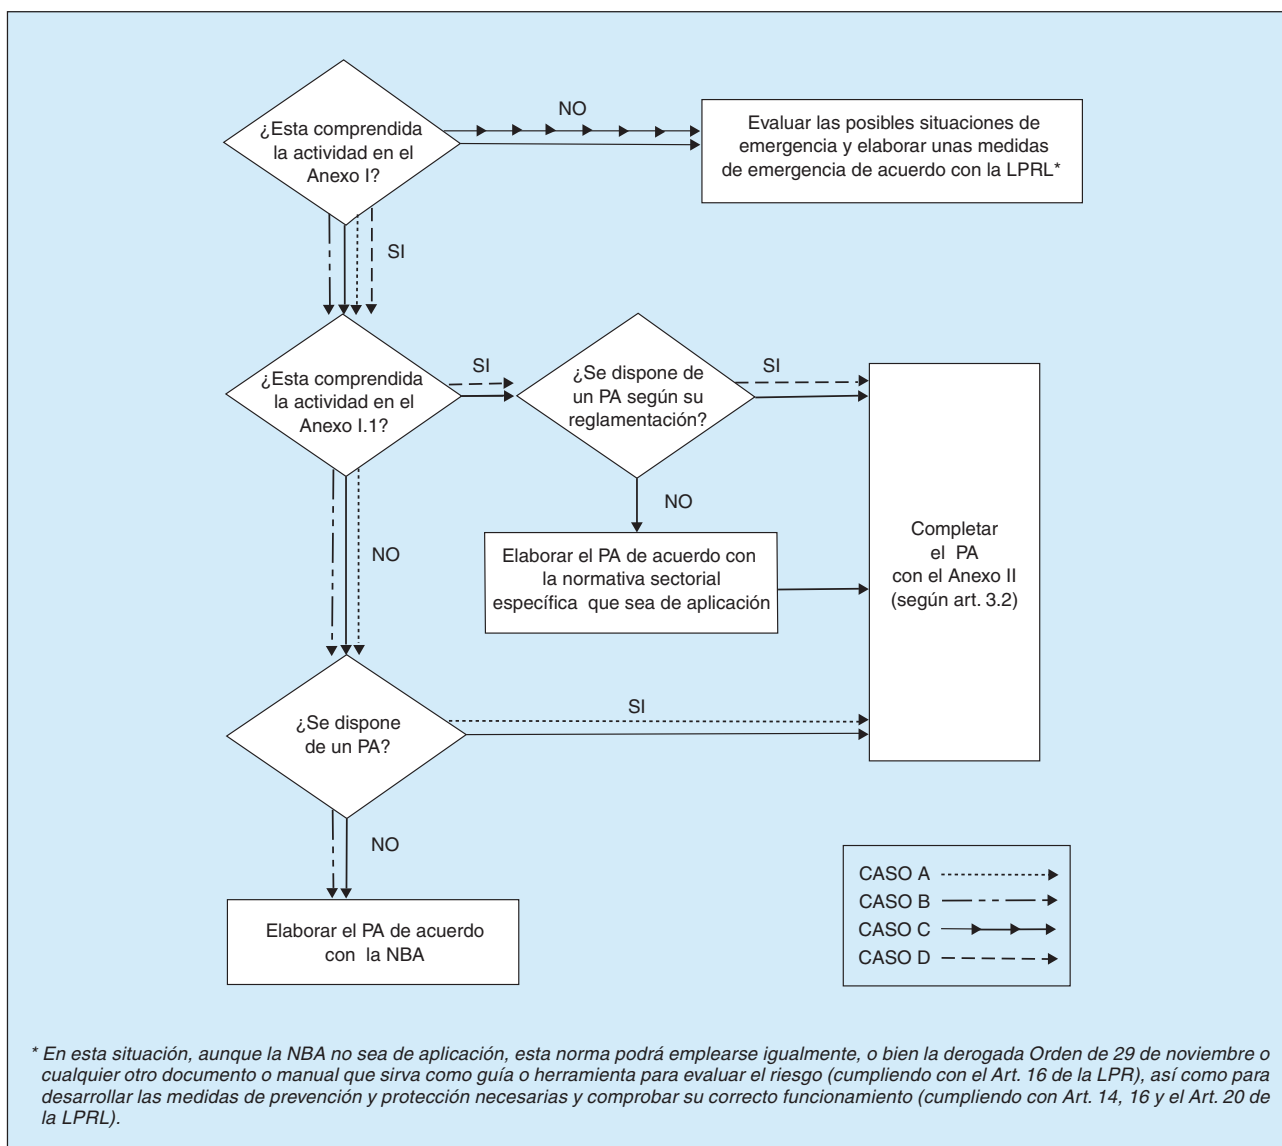 ¿Esta comprendida
la actividad en el
Anexo I?
NO
Evaluar las posibles situaciones de
emergencia y elaborar unas medidas
de emergencia de acuerdo con la LPRL*
SI
¿Esta comprendida
la actividad en el
Anexo I.1?
SI
¿Se dispone de
un PA según su
reglamentación?
SI
NO
Elaborar el PA de acuerdo con
la normativa sectorial
específica que sea de aplicación
Completar
el PA
con el Anexo II
(según art. 3.2)
NO
¿Se dispone
de un PA?
SI
NO
Elaborar el PA de acuerdo
con la NBA
CASO A
CASO B
CASO C
CASO D
* En esta situación, aunque la NBA no sea de aplicación, esta norma podrá emplearse igualmente, o bien la derogada Orden de 29 de noviembre o
cualquier otro documento o manual que sirva como guía o herramienta para evaluar el riesgo (cumpliendo con el Art. 16 de la LPR), así como para
desarrollar las medidas de prevención y protección necesarias y comprobar su correcto funcionamiento (cumpliendo con Art. 14, 16 y el Art. 20 de
la LPRL).